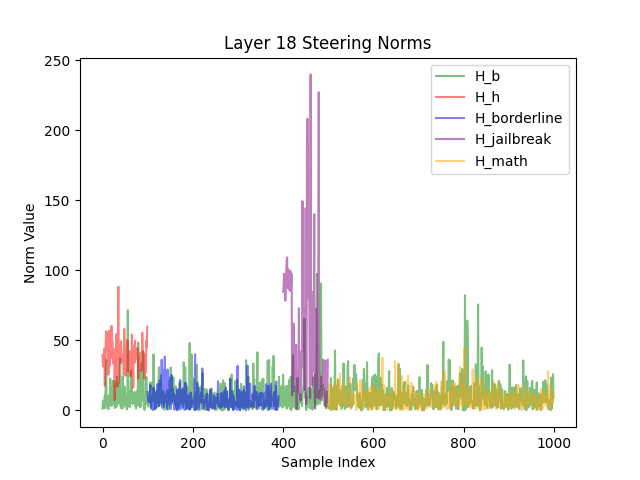 Layer 18 Steering Norms
250
200
150
100
50
0
Norm Value
H_b
H_h
H_borderline
H_jailbreak
H_math
0
200
400
600
800
1000
Sample Index